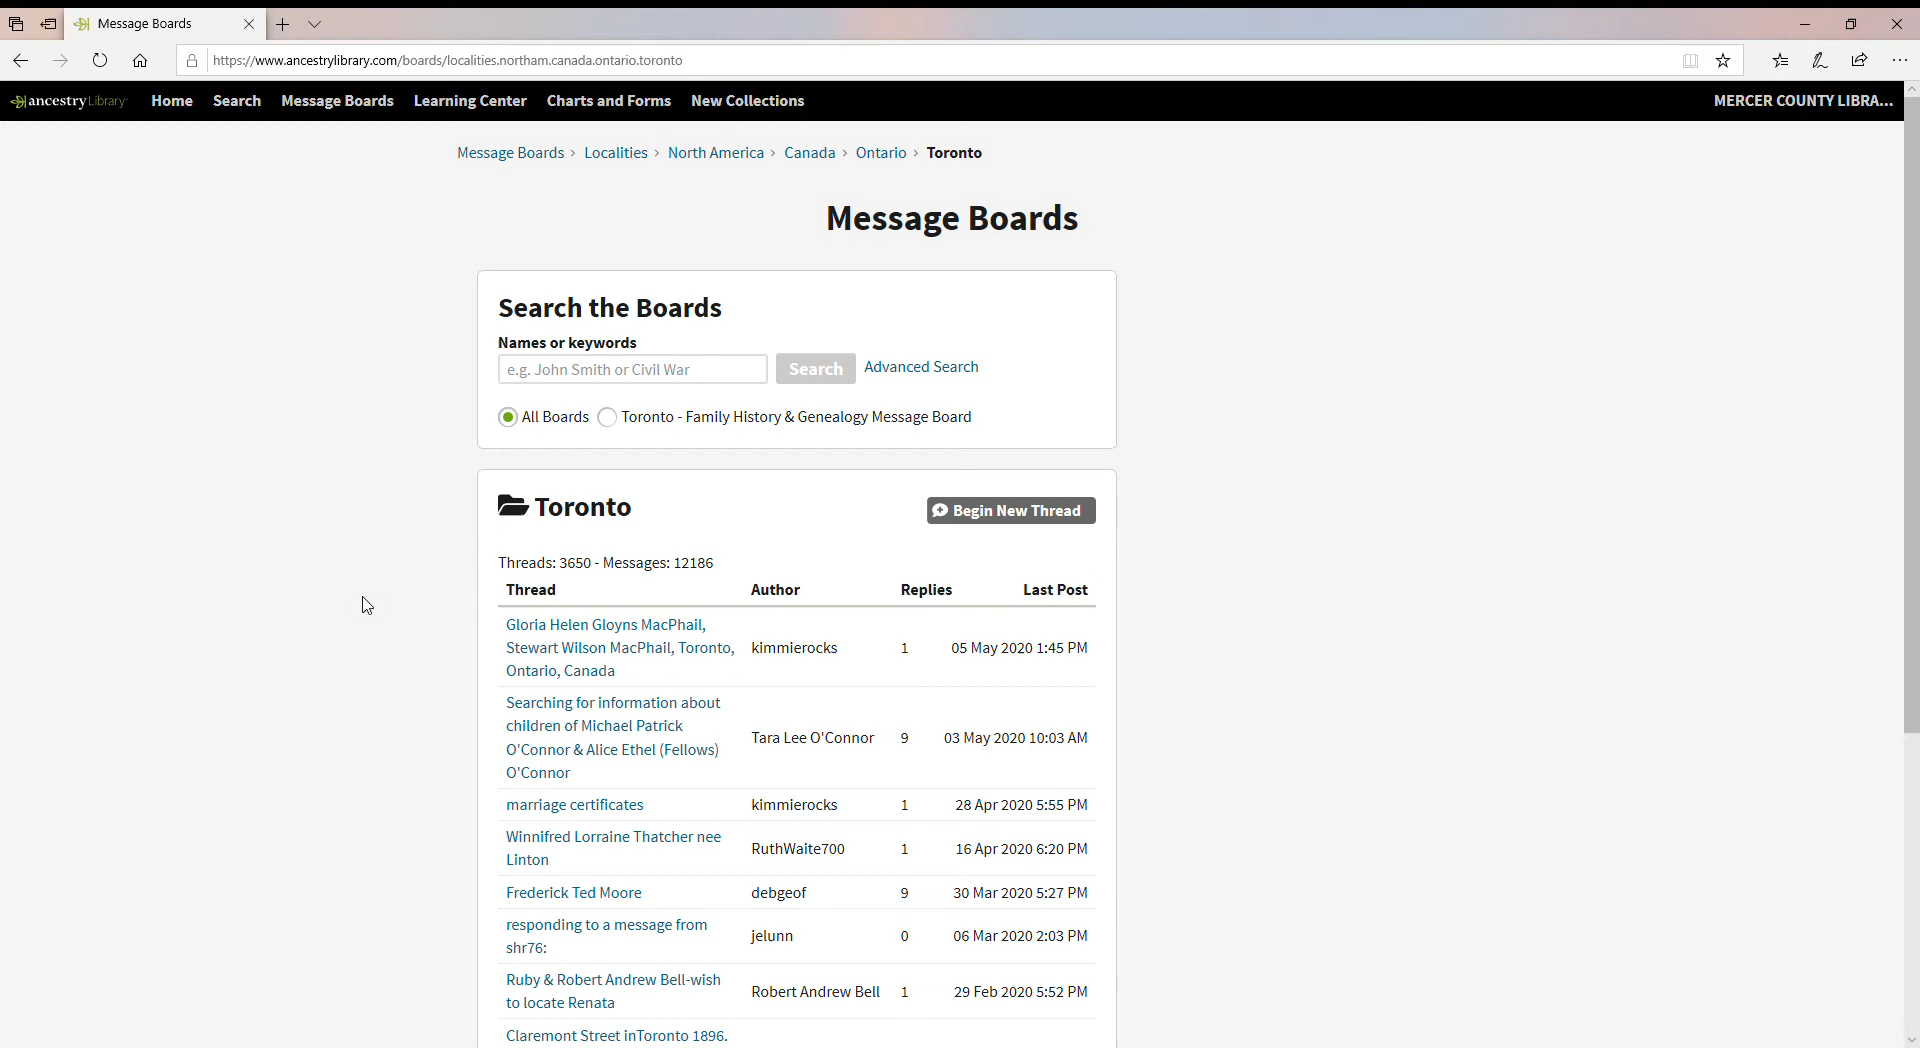 Message Boards
https://www.ancestrylibrary.com/boards/localities.northam.canada.ontario.toronto
ancestryLibrary Home Search Message Boards Learning Center Charts and Forms New Collections MERCER COUNTY LIBRA...
Message Boards > Localities > North America > Canada > Ontario > Toronto
Message Boards
Search the Boards
Names or keywords
e.g. John Smith or Civil War Search Advanced Search
All Boards Toronto - Family History & Genealogy Message Board
Toronto Begin New Thread
Threads: 3650 - Messages: 12186
Thread Author Replies Last Post
Gloria Helen Gloyns MacPhail,
Stewart Wilson MacPhail, Toronto, kimmierocks 1 05 May 2020 1:45 PM
Ontario, Canada
Searching for information about
children of Michael Patrick
O'Connor & Alice Ethel (Fellows) Tara Lee O'Connor 9 03 May 2020 10:03 AM
O'Connor
marriage certificates kimmierocks 1 28 Apr 2020 5:55 PM
Winnifred Lorraine Thatcher nee
Linton RuthWaite700 1 16 Apr 2020 6:20 PM
Frederick Ted Moore debgeof 9 30 Mar 2020 5:27 PM
responding to a message from
shr76: jelunn 0 06 Mar 2020 2:03 PM
Ruby & Robert Andrew Bell-wish
to locate Renata Robert Andrew Bell 1 29 Feb 2020 5:52 PM
Claremont Street inToronto 1896.